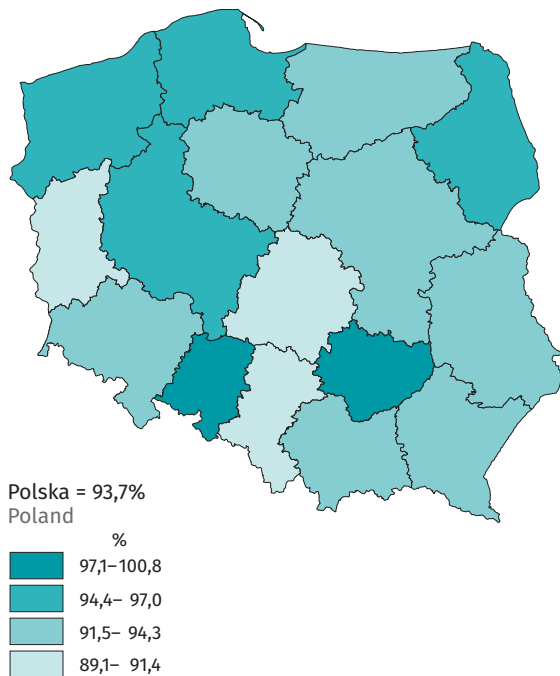 Polska = 93,7%
Poland
%
97,1–100,8
94,4– 97,0
91,5– 94,3
89,1– 91,4